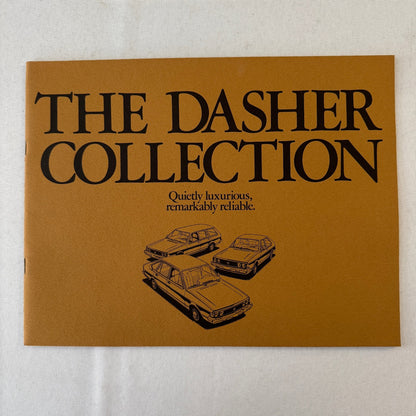 THE DASHER
COLLECTION
Quietly luxurious,
remarkably reliable.